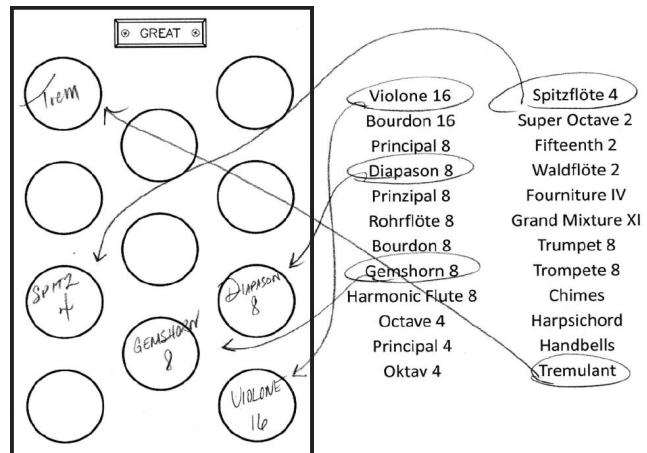 GREAT
Trem
SPITZ
4
DIAPASON
8
GEMSHORN
8
VIOLONE
16
Violone 16
Bourdon 16
Principal 8
Diapason 8
Prinzipal 8
Rohrflöte 8
Bourdon 8
Gemshorn 8
Harmonic Flute 8
Octave 4
Principal 4
Oktav 4
Spitzflöte 4
Super Octave 2
Fifteenth 2
Waldflöte 2
Fourniture IV
Grand Mixture XI
Trumpet 8
Trompete 8
Chimes
Harpsichord
Handbells
Tremulant